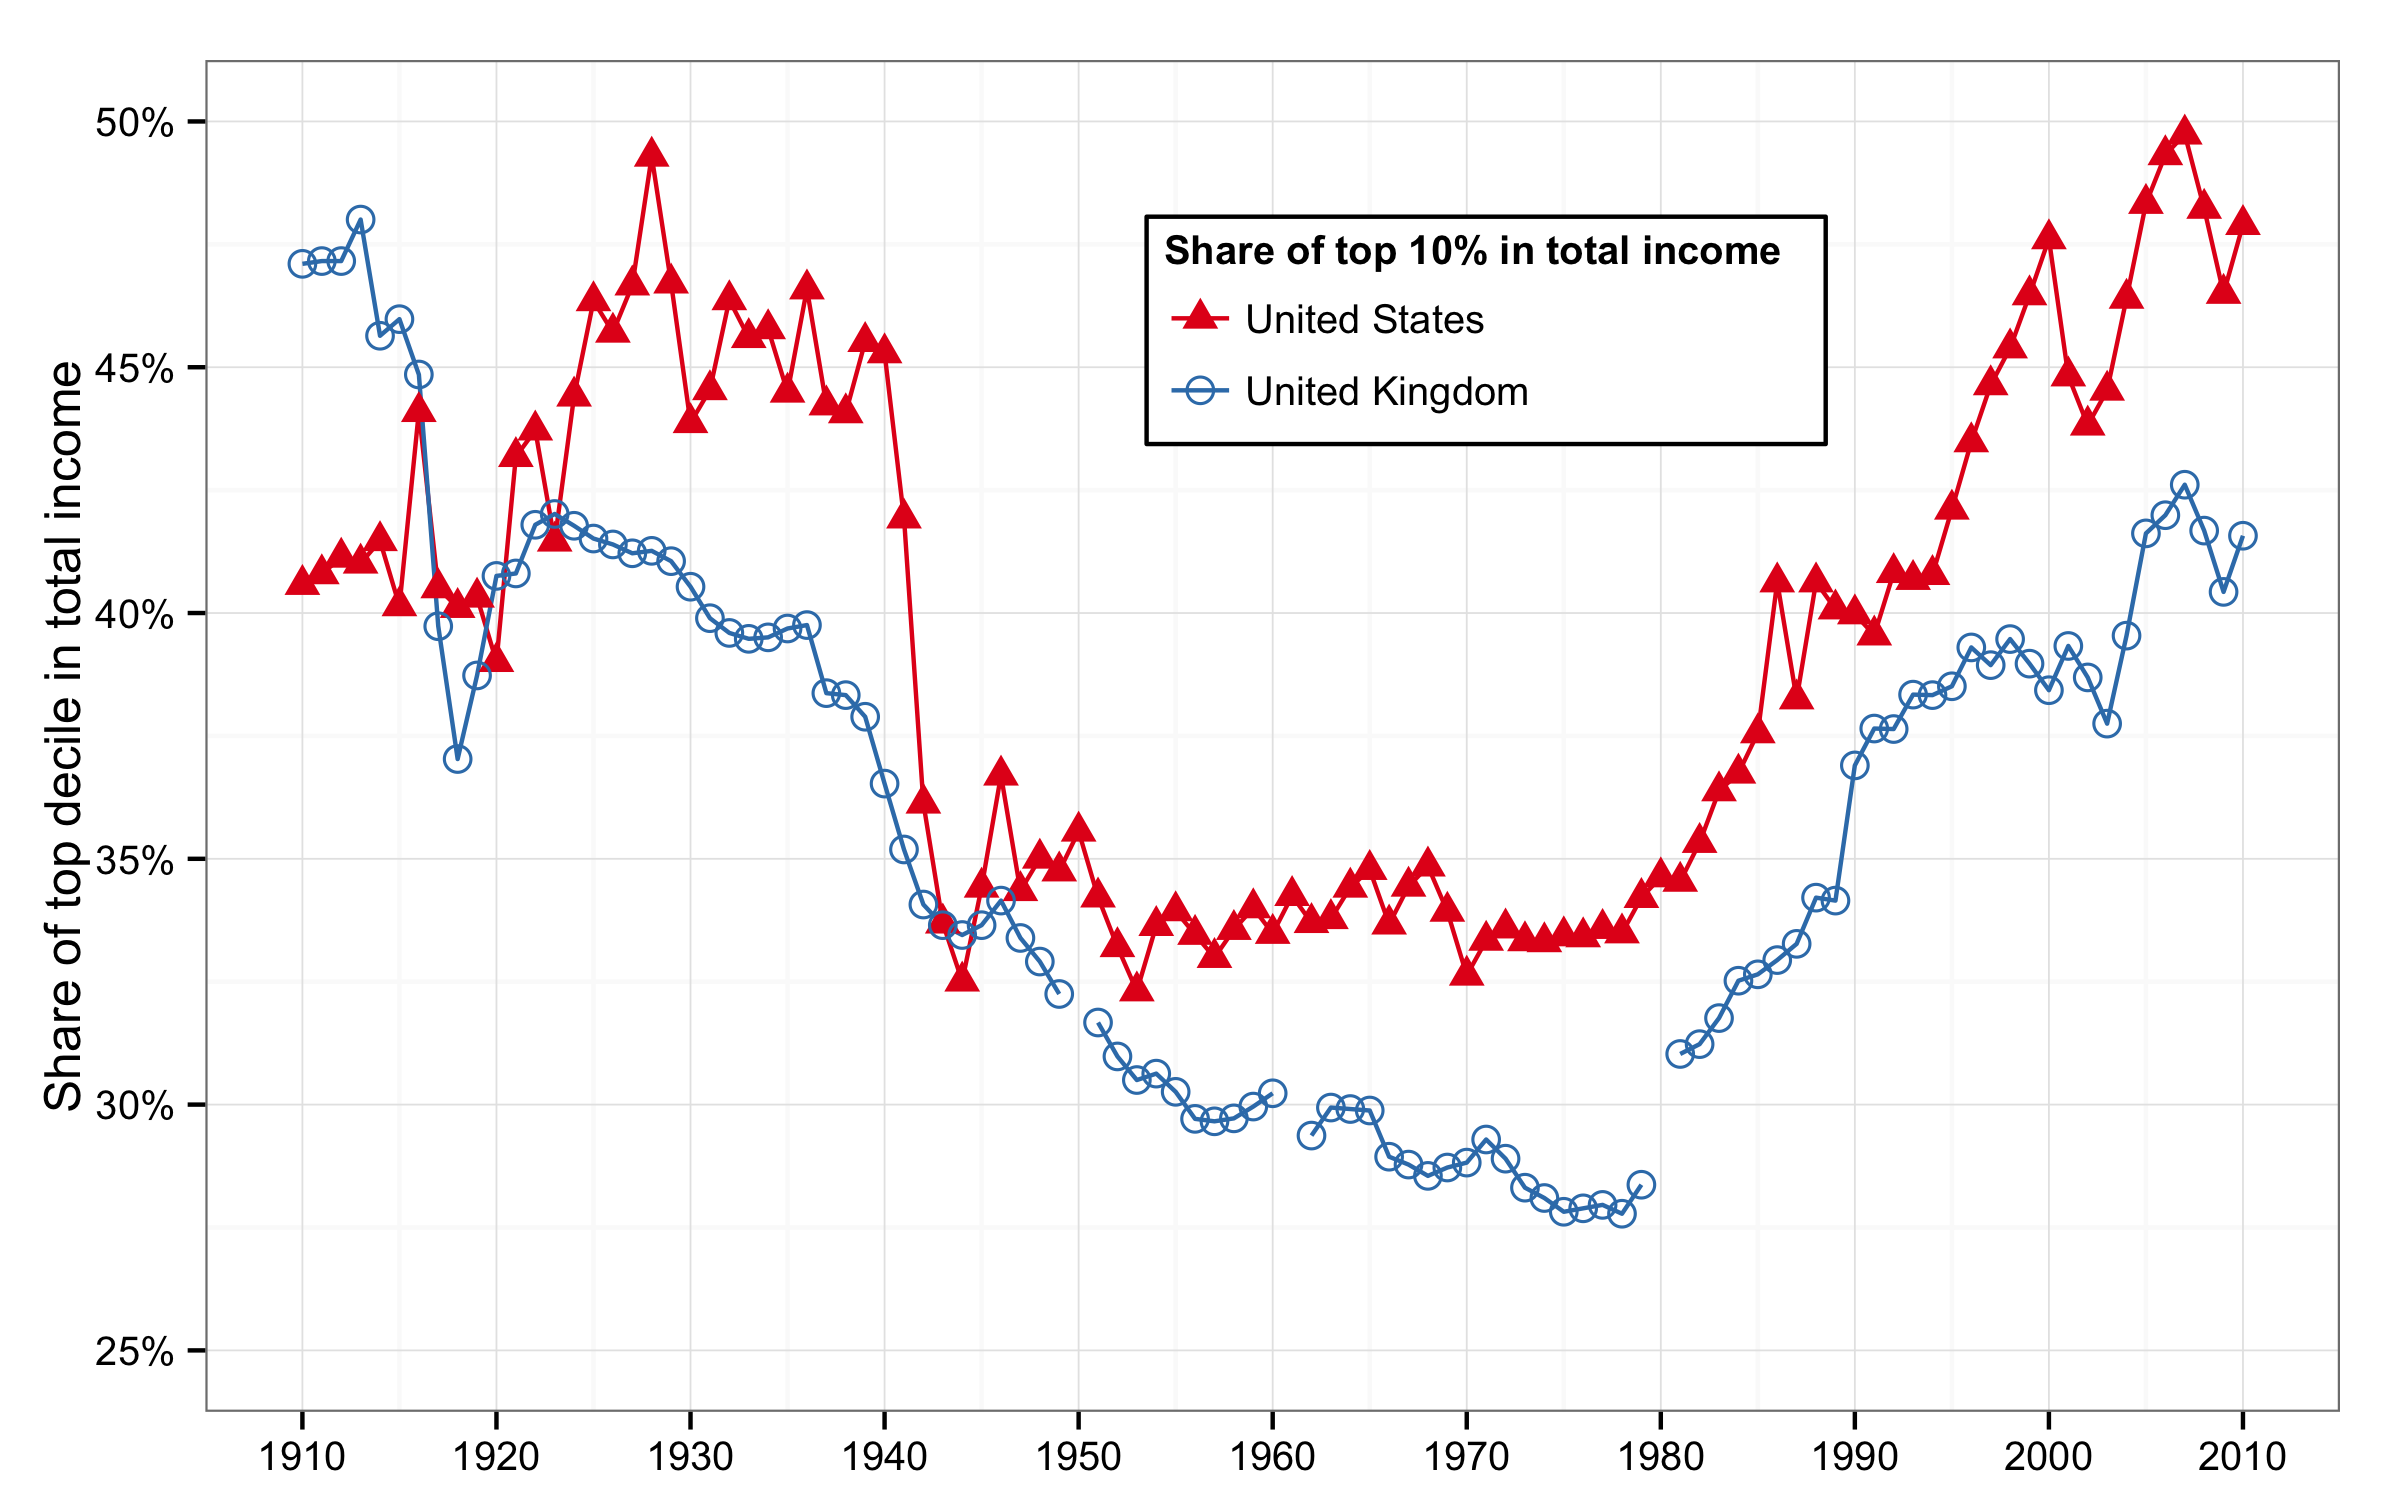 Share of top decile in total income
50%
45%
40%
35%
30%
25%
Share of top 10% in total income
United States
United Kingdom
1910 1920 1930 1940 1950 1960 1970 1980 1990 2000 2010